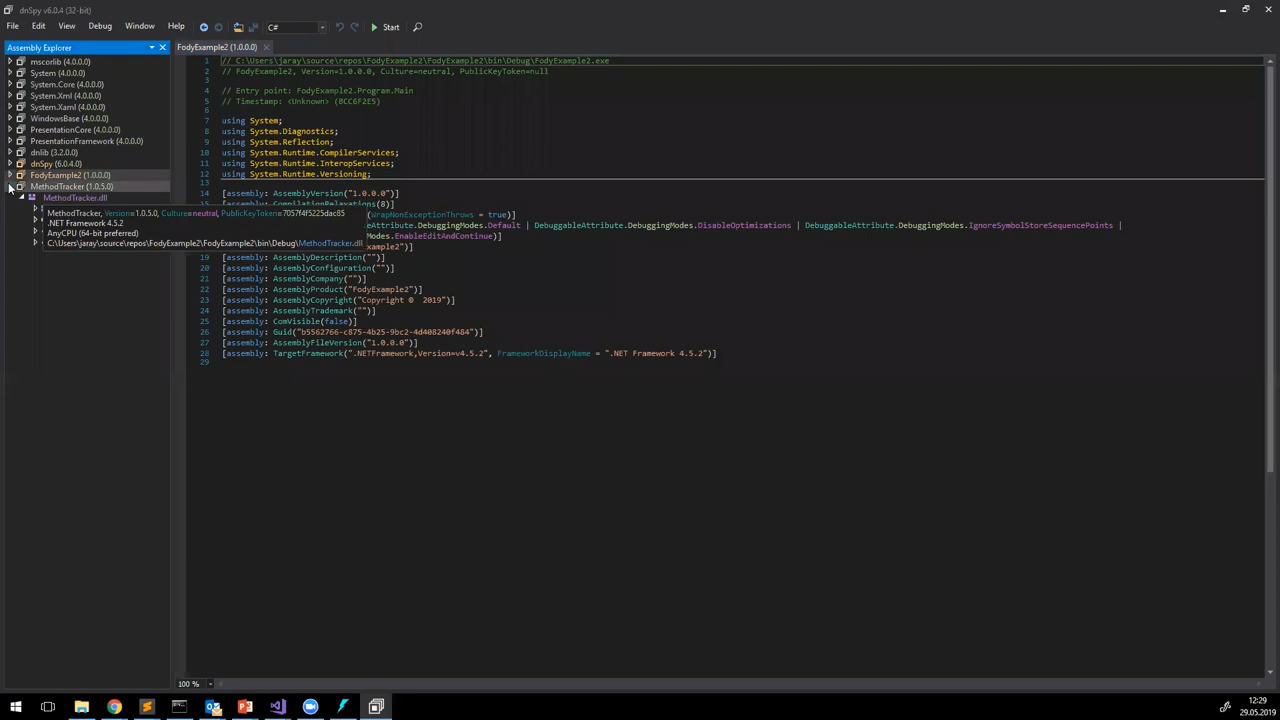 dnSpy v6.0.4 (32-bit)
File Edit View Debug Window Help C# Start
Assembly Explorer
FodyExample2 (1.0.0.0)
mscorlib (4.0.0.0)
System (4.0.0.0)
System.Core (4.0.0.0)
System.Xml (4.0.0.0)
System.Xaml (4.0.0.0)
WindowsBase (4.0.0.0)
PresentationCore (4.0.0.0)
PresentationFramework (4.0.0.0)
dnlib (3.2.0.0)
dnSpy (6.0.4.0)
FodyExample2 (1.0.0.0)
MethodTracker (1.0.5.0)
MethodTracker.dll
MethodTracker, Version=1.0.5.0, Culture=neutral, PublicKeyToken=7057f4f5225dac85
.NET Framework 4.5.2
AnyCPU (64-bit preferred)
C:\Users\jaray\source\repos\FodyExample2\FodyExample2\bin\Debug\MethodTracker.dll
1 // C:\Users\jaray\source\repos\FodyExample2\FodyExample2\bin\Debug\FodyExample2.exe
2 // FodyExample2, Version=1.0.0.0, Culture=neutral, PublicKeyToken=null
3
4 // Entry point: FodyExample2.Program.Main
5 // Timestamp: <Unknown> (BCC6F2E5)
6
7 using System;
8 using System.Diagnostics;
9 using System.Reflection;
10 using System.Runtime.CompilerServices;
11 using System.Runtime.InteropServices;
12 using System.Runtime.Versioning;
13
14 [assembly: AssemblyVersion("1.0.0.0")]
15 [assembly: CompilationRelaxations(8)]
WrapNonExceptionThrows = true)]
eAttribute.DebuggingModes.Default | DebuggableAttribute.DebuggingModes.DisableOptimizations | DebuggableAttribute.DebuggingModes.IgnoreSymbolStoreSequencePoints |
Modes.EnableEditAndContinue)]
ample2")]
19 [assembly: AssemblyDescription("")]
20 [assembly: AssemblyConfiguration("")]
21 [assembly: AssemblyCompany("")]
22 [assembly: AssemblyProduct("FodyExample2")]
23 [assembly: AssemblyCopyright("Copyright © 2019")]
24 [assembly: AssemblyTrademark("")]
25 [assembly: ComVisible(false)]
26 [assembly: Guid("b5562766-c875-4b25-9bc2-4d408240f484")]
27 [assembly: AssemblyFileVersion("1.0.0.0")]
28 [assembly: TargetFramework(".NETFramework,Version=v4.5.2", FrameworkDisplayName = ".NET Framework 4.5.2")]
29
100 %
12:29
29.05.2019